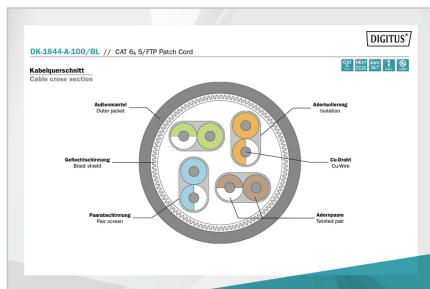 DIGITUS®
DK-1644-A-100/BL // CAT 6A S/FTP Patch Cord
Kabelquerschnitt
Cable cross section
Außenmantel
Outer jacket
Aderisolierung
Isolation
Geflechtschirmung
Braid shield
Cu-Draht
Cu-Wire
Paarabschirmung
Pair screen
Adernpaare
Twisted pair